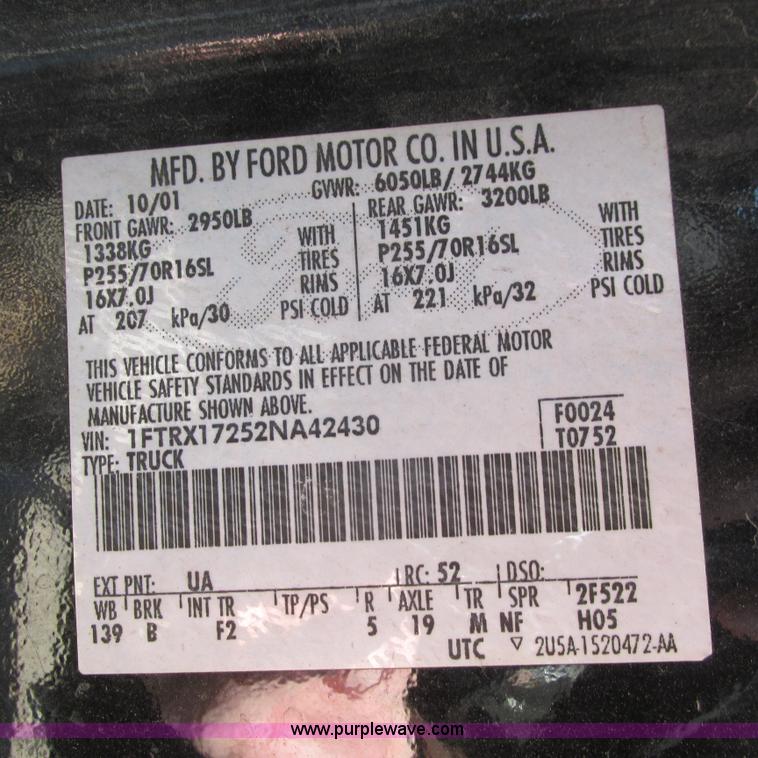 MFD. BY FORD MOTOR CO. IN U.S.A.
DATE: 10/01 GVWR: 6050LB/ 2744KG
FRONT GAWR: 2950LB REAR GAWR: 3200LB
1338KG WITH 1451KG WITH
P255/70R16SL TIRES P255/70R16SL TIRES
16X7.0J RIMS 16X7.0J RIMS
AT 207 kPa/30 PSI COLD AT 221 kPa/32 PSI COLD
THIS VEHICLE CONFORMS TO ALL APPLICABLE FEDERAL MOTOR
VEHICLE SAFETY STANDARDS IN EFFECT ON THE DATE OF
MANUFACTURE SHOWN ABOVE.
VIN: 1FTRX17252NA42430 F0024
TYPE: TRUCK T0752
EXT PNT: UA RC: 52 DSO:
WB BRK INT TR TP/PS R AXLE TR SPR 2F522
139 B F2 5 19 M NF H05
UTC ▽ 2U5A-1520472-AA
www.purplewave.com